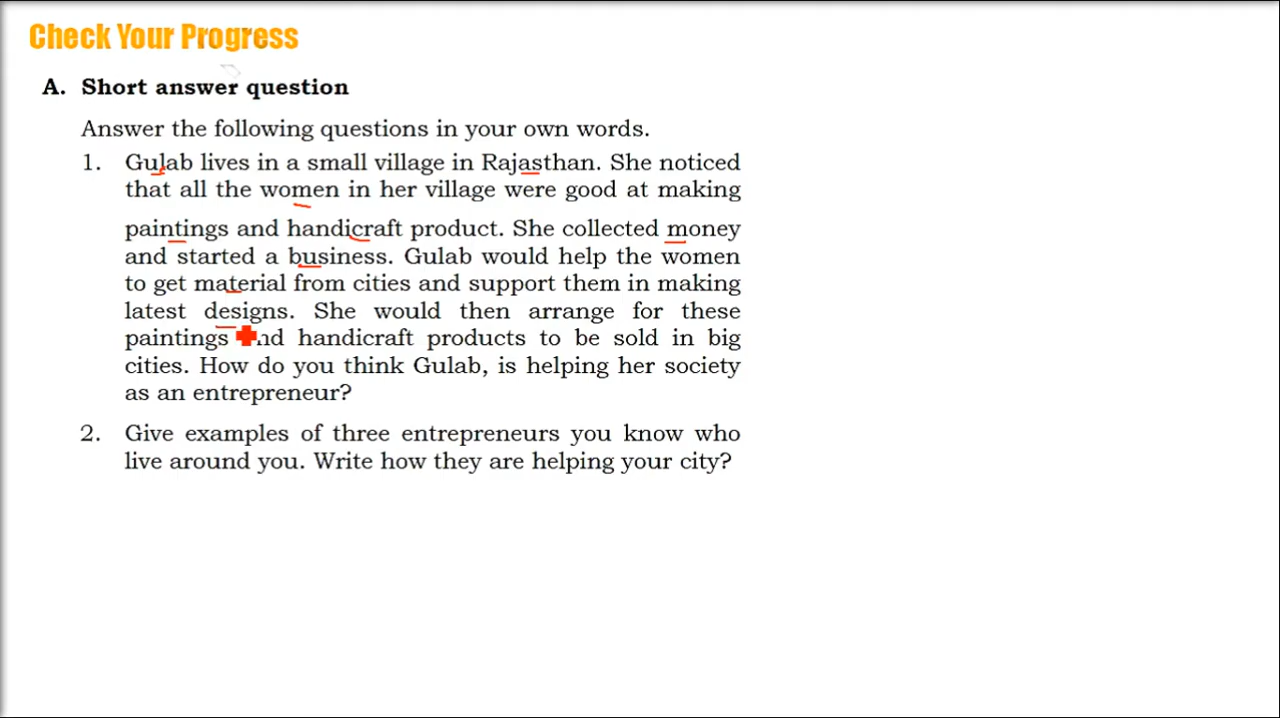 Check Your Progress
A. Short answer question
Answer the following questions in your own words.
1. Gulab lives in a small village in Rajasthan. She noticed
that all the women in her village were good at making
paintings and handicraft product. She collected money
and started a business. Gulab would help the women
to get material from cities and support them in making
latest designs. She would then arrange for these
paintings and handicraft products to be sold in big
cities. How do you think Gulab, is helping her society
as an entrepreneur?
2. Give examples of three entrepreneurs you know who
live around you. Write how they are helping your city?